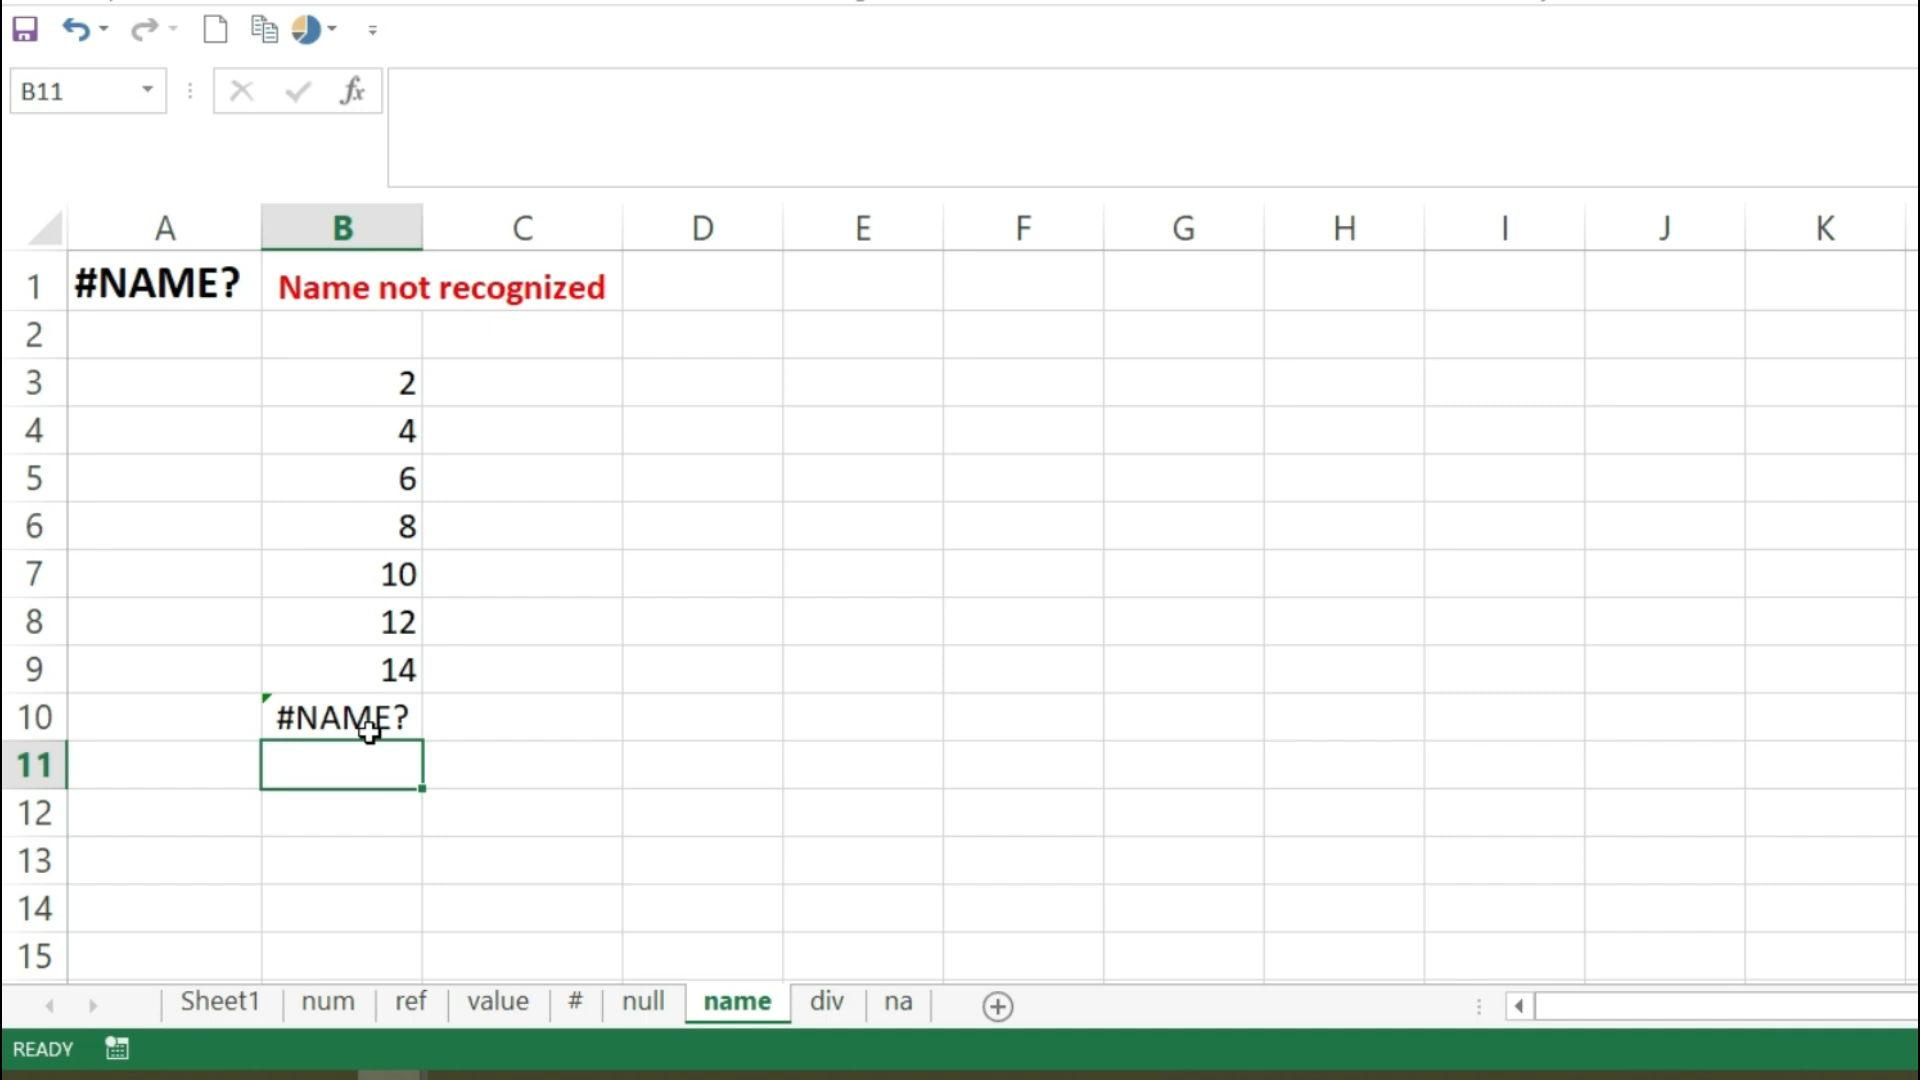 B11
fx
A B C D E F G H I J K
1 #NAME? Name not recognized
2
3 2
4 4
5 6
6 8
7 10
8 12
9 14
10 #NAME?
11
12
13
14
15
Sheet1 num ref value # null name div na
READY